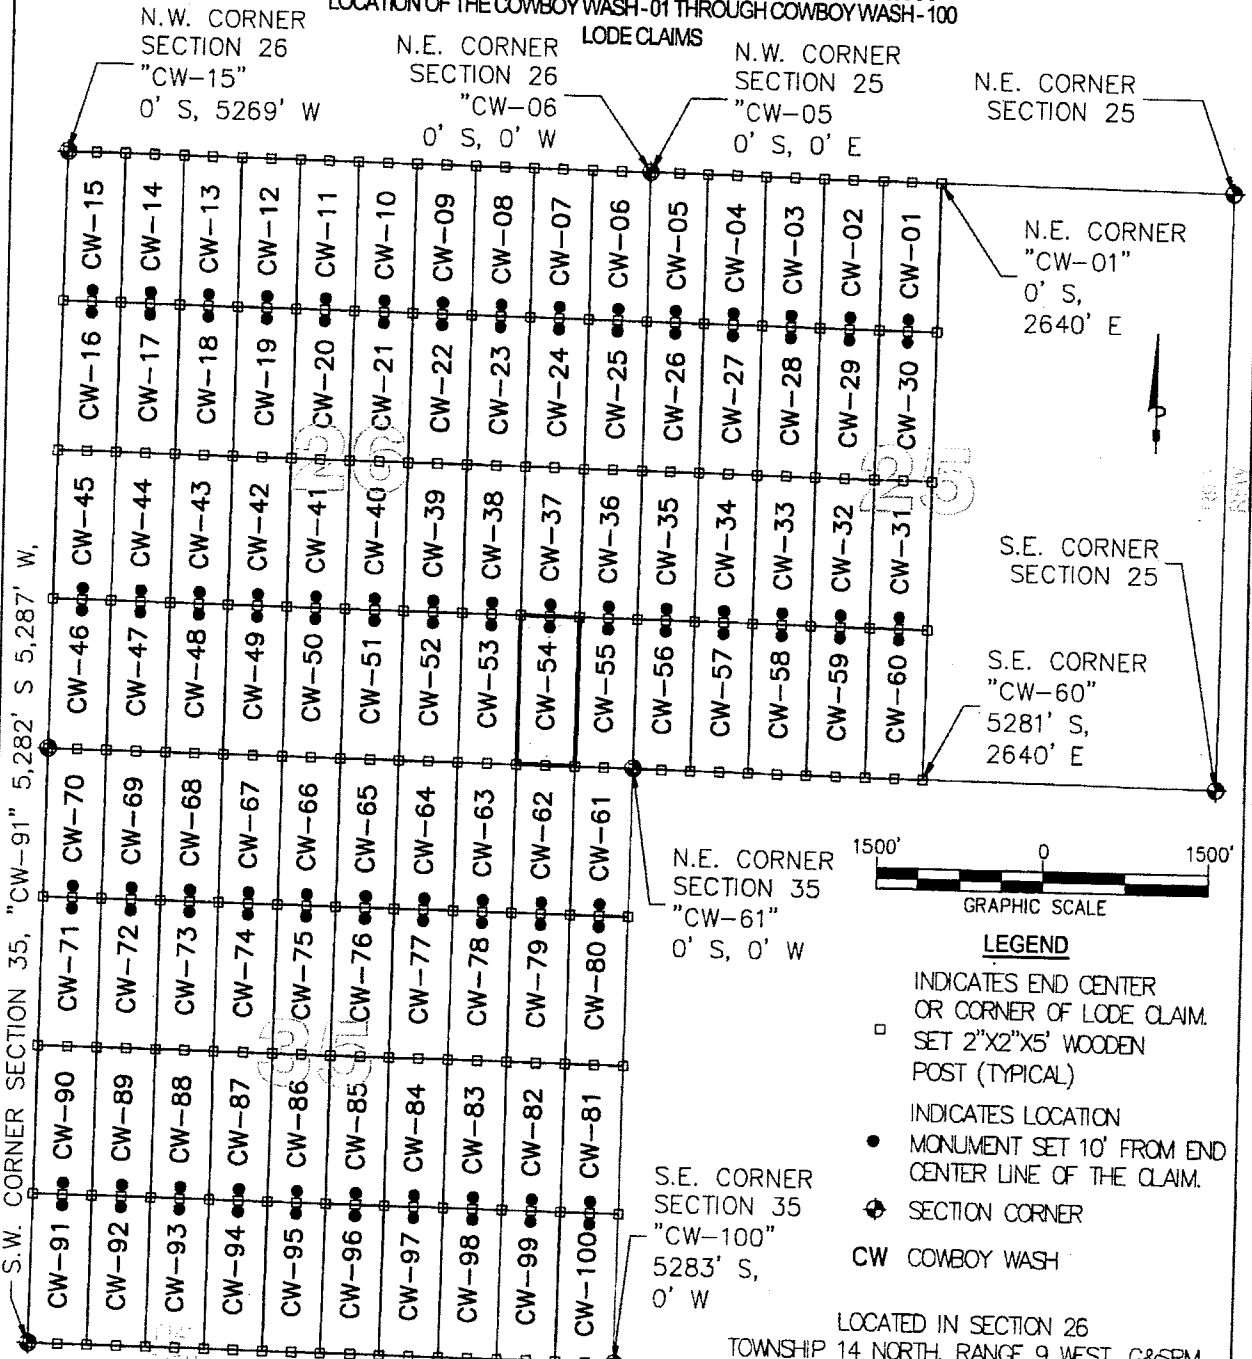 LOCATION OF THE COWBOY WASH-01 THROUGH COWBOY WASH-100
LODE CLAIMS
N.W. CORNER
SECTION 26
"CW-15"
0' S, 5269' W
N.E. CORNER
SECTION 26
"CW-06
0' S, 0' W
N.W. CORNER
SECTION 25
"CW-05
0' S, 0' E
N.E. CORNER
SECTION 25
CW-15 CW-14 CW-13 CW-12 CW-11 CW-10 CW-09 CW-08 CW-07 CW-06 CW-05 CW-04 CW-03 CW-02 CW-01
N.E. CORNER
"CW-01"
0' S,
2640' E
CW-16 CW-17 CW-18 CW-19 CW-20 CW-21 CW-22 CW-23 CW-24 CW-25 CW-26 CW-27 CW-28 CW-29 CW-30
26
25
CW-45 CW-44 CW-43 CW-42 CW-41 CW-40 CW-39 CW-38 CW-37 CW-36 CW-35 CW-34 CW-33 CW-32 CW-31
S.E. CORNER
SECTION 25
CW-46 CW-47 CW-48 CW-49 CW-50 CW-51 CW-52 CW-53 CW-54 CW-55 CW-56 CW-57 CW-58 CW-59 CW-60
S.E. CORNER
"CW-60"
5281' S,
2640' E
S.W. CORNER SECTION 35, "CW-91" 5,282' S 5,287' W,
CW-70 CW-69 CW-68 CW-67 CW-66 CW-65 CW-64 CW-63 CW-62 CW-61
N.E. CORNER
SECTION 35
"CW-61"
0' S, 0' W
CW-71 CW-72 CW-73 CW-74 CW-75 CW-76 CW-77 CW-78 CW-79 CW-80
35
CW-90 CW-89 CW-88 CW-87 CW-86 CW-85 CW-84 CW-83 CW-82 CW-81
CW-91 CW-92 CW-93 CW-94 CW-95 CW-96 CW-97 CW-98 CW-99 CW-100
S.E. CORNER
SECTION 35
"CW-100"
5283' S,
0' W
1500' 0 1500'
GRAPHIC SCALE
LEGEND
INDICATES END CENTER
OR CORNER OF LODE CLAIM.
SET 2"X2"X5' WOODEN
POST (TYPICAL)
INDICATES LOCATION
MONUMENT SET 10' FROM END
CENTER LINE OF THE CLAIM.
SECTION CORNER
CW COWBOY WASH
LOCATED IN SECTION 26
TOWNSHIP 14 NORTH, RANGE 9 WEST, G&SRM